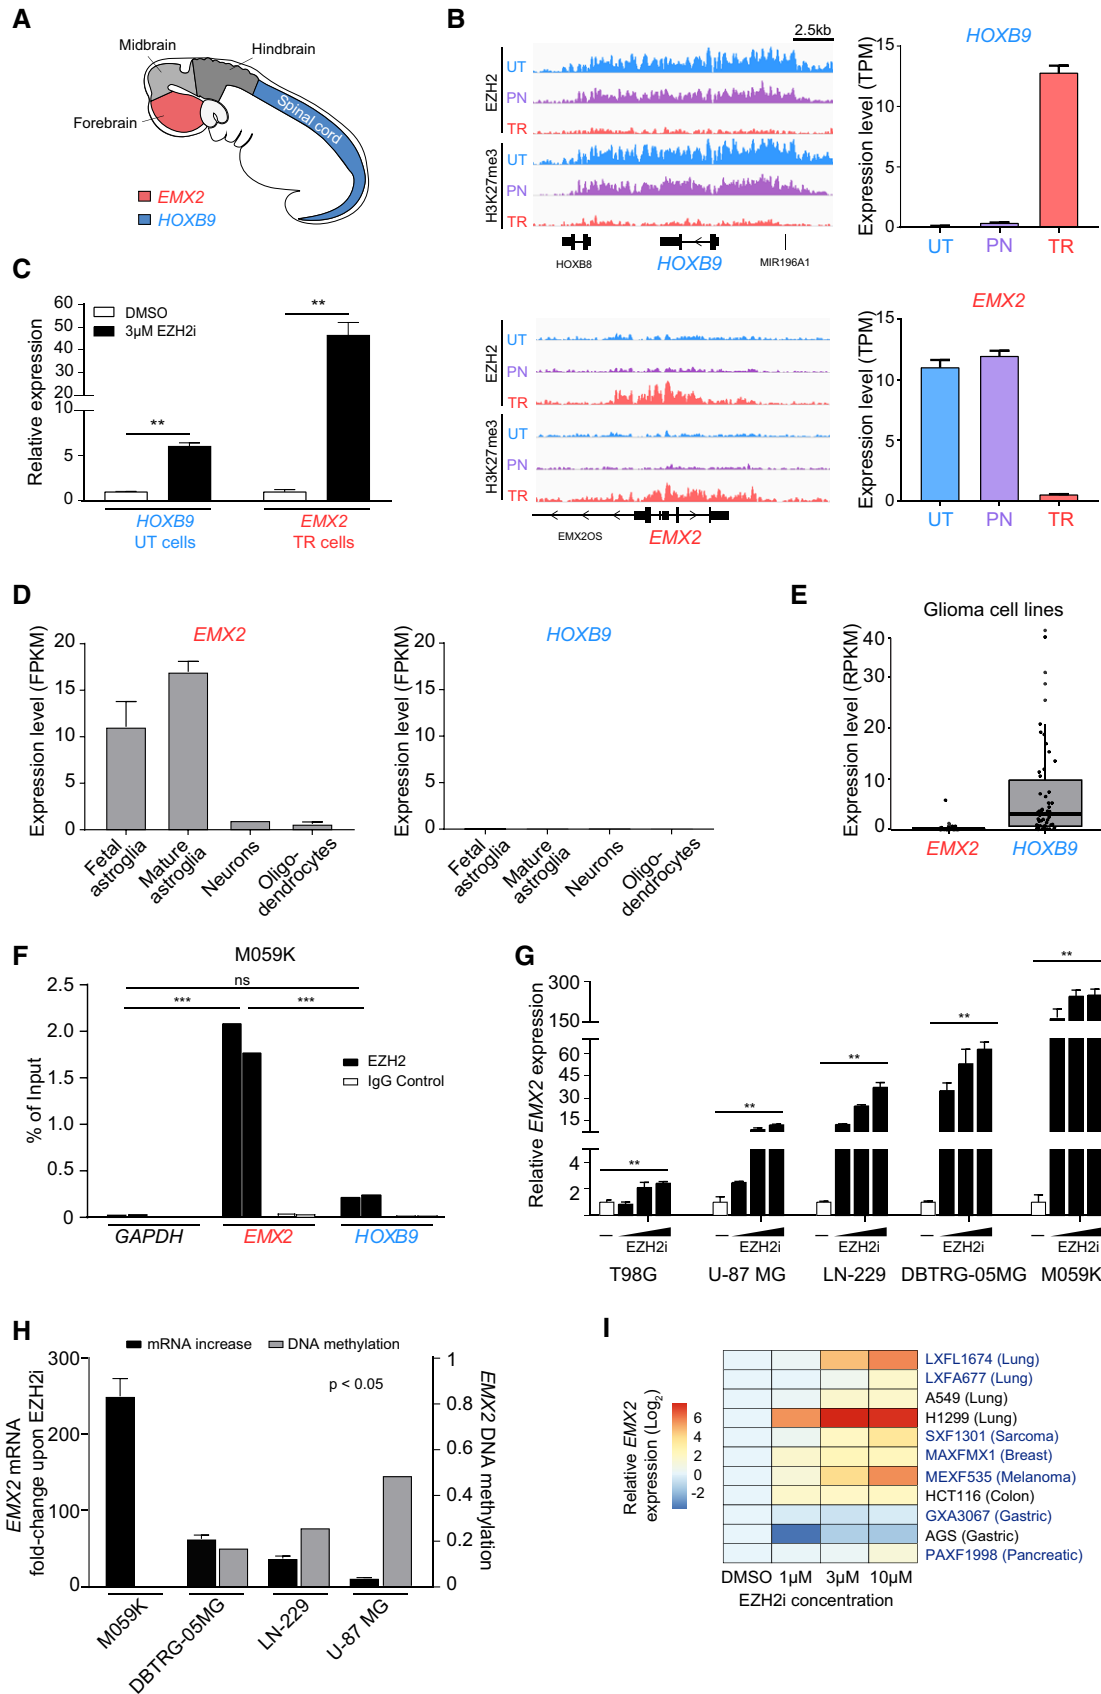 A
Midbrain
Hindbrain
Forebrain
Spinal cord
EMX2
HOXB9
B
2.5kb
EZH2
UT
PN
TR
H3K27me3
UT
PN
TR
HOXB8
HOXB9
MIR196A1
HOXB9
Expression level (TPM)
15
10
5
0
UT
PN
TR
EZH2
UT
PN
TR
H3K27me3
UT
PN
TR
EMX2OS
EMX2
EMX2
Expression level (TPM)
15
10
5
0
UT
PN
TR
C
Relative expression
60
50
40
30
20
10
5
0
DMSO
3μM EZH2i
**
**
HOXB9
UT cells
EMX2
TR cells
D
EMX2
Expression level (FPKM)
20
15
10
5
0
Fetal
astroglia
Mature
astroglia
Neurons
Oligo-
dendrocytes
HOXB9
Expression level (FPKM)
20
15
10
5
0
Fetal
astroglia
Mature
astroglia
Neurons
Oligo-
dendrocytes
E
Glioma cell lines
Expression level (RPKM)
40
30
20
10
0
EMX2
HOXB9
F
M059K
% of Input
2.5
2.0
1.5
1.0
0.5
0
ns
***
***
EZH2
IgG Control
GAPDH
EMX2
HOXB9
G
Relative EMX2 expression
300
150
60
45
30
15
4
2
**
**
**
**
**
EZH2i
EZH2i
EZH2i
EZH2i
EZH2i
T98G
U-87 MG
LN-229
DBTRG-05MG
M059K
H
mRNA increase
DNA methylation
p < 0.05
EMX2 mRNA
fold-change upon EZH2i
300
200
100
0
1
0.8
0.6
0.4
0.2
0
EMX2 DNA methylation
M059K
DBTRG-05MG
LN-229
U-87 MG
I
Relative EMX2
expression (Log2)
6
4
2
0
-2
LXFL1674 (Lung)
LXFA677 (Lung)
A549 (Lung)
H1299 (Lung)
SXF1301 (Sarcoma)
MAXFMX1 (Breast)
MEXF535 (Melanoma)
HCT116 (Colon)
GXA3067 (Gastric)
AGS (Gastric)
PAXF1998 (Pancreatic)
DMSO 1μM 3μM 10μM
EZH2i concentration